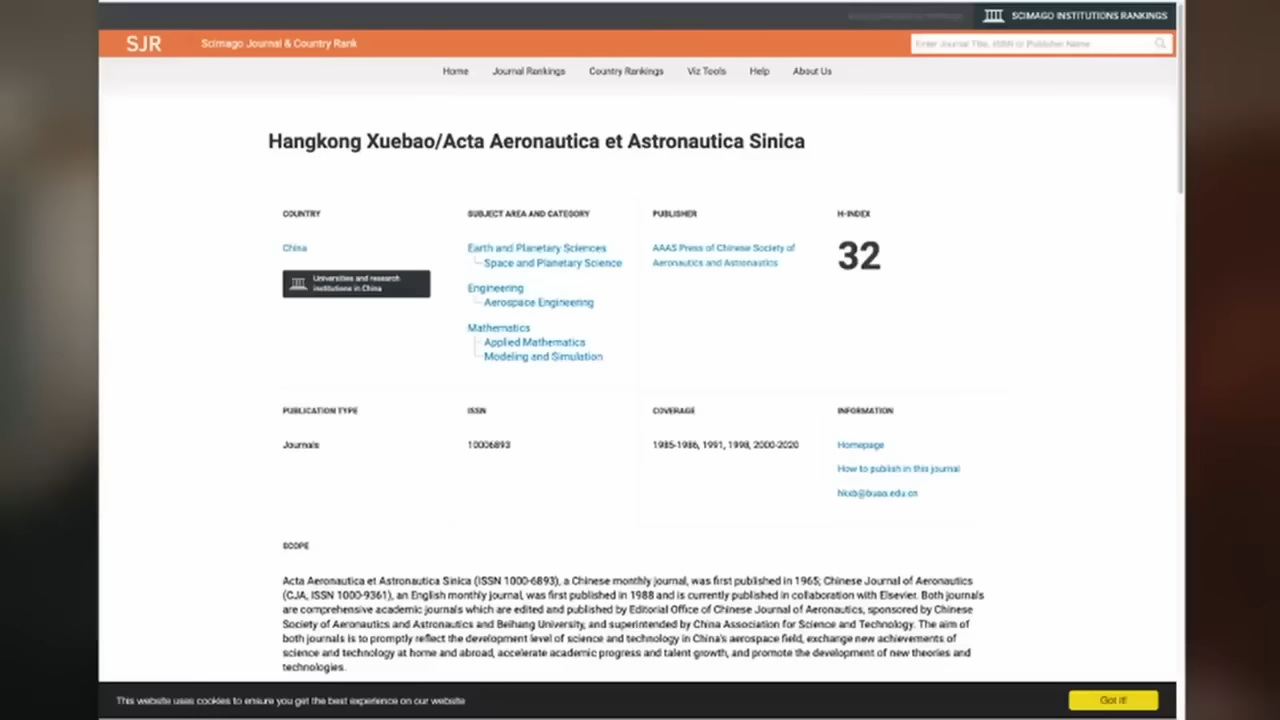 SCIMAGO INSTITUTIONS RANKINGS
SJR
Scimago Journal & Country Rank
Enter Journal Title, ISSN or Publisher Name
Home
Journal Rankings
Country Rankings
Viz Tools
Help
About Us
Hangkong Xuebao/Acta Aeronautica et Astronautica Sinica
COUNTRY
China
Universities and research
institutions in China
SUBJECT AREA AND CATEGORY
Earth and Planetary Sciences
Space and Planetary Science
Engineering
Aerospace Engineering
Mathematics
Applied Mathematics
Modeling and Simulation
PUBLISHER
AAAS Press of Chinese Society of
Aeronautics and Astronautics
H-INDEX
32
PUBLICATION TYPE
Journals
ISSN
10006893
COVERAGE
1985-1986, 1991, 1998, 2000-2020
INFORMATION
Homepage
How to publish in this journal
hkxb@buaa.edu.cn
SCOPE
Acta Aeronautica et Astronautica Sinica (ISSN 1000-6893), a Chinese monthly journal, was first published in 1965; Chinese Journal of Aeronautics
(CJA, ISSN 1000-9361), an English monthly journal, was first published in 1988 and is currently published in collaboration with Elsevier. Both journals
are comprehensive academic journals which are edited and published by Editorial Office of Chinese Journal of Aeronautics, sponsored by Chinese
Society of Aeronautics and Astronautics and Beihang University, and superintended by China Association for Science and Technology. The aim of
both journals is to promptly reflect the development level of science and technology in China's aerospace field, exchange new achievements of
science and technology at home and abroad, accelerate academic progress and talent growth, and promote the development of new theories and
technologies.
This website uses cookies to ensure you get the best experience on our website
Got it!